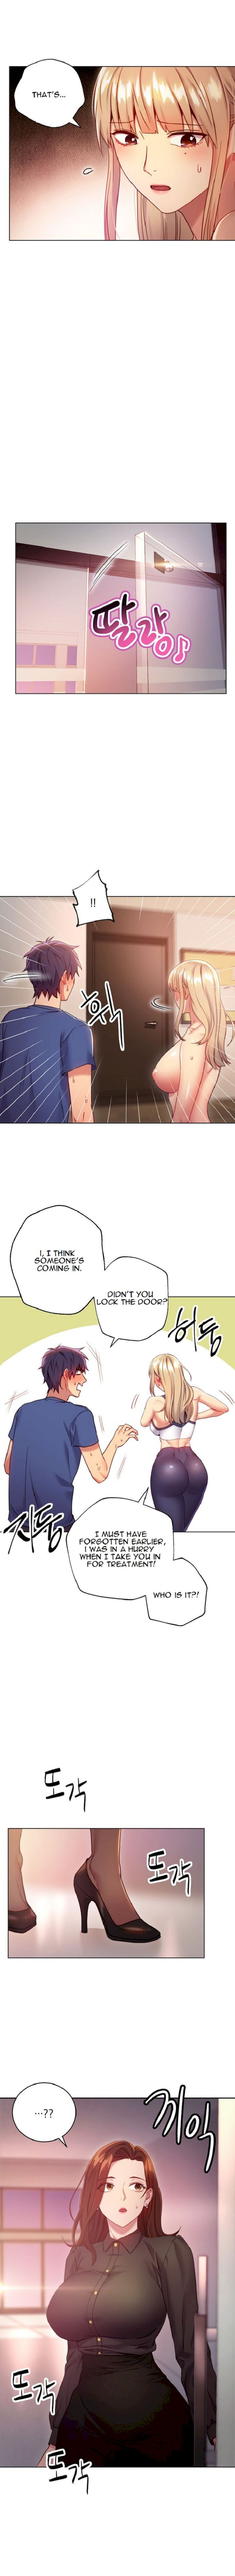 THAT'S...
딸랑♪
!!
홱
I, I THINK
SOMEONE'S
COMING IN.
DIDN'T YOU
LOCK THE DOOR?
허둥
지둥
I MUST HAVE
FORGOTTEN EARLIER,
I WAS IN A HURRY
WHEN I TAKE YOU IN
FOR TREATMENT!
WHO IS IT?!
또각
또각
...??
끼익
또각
또각